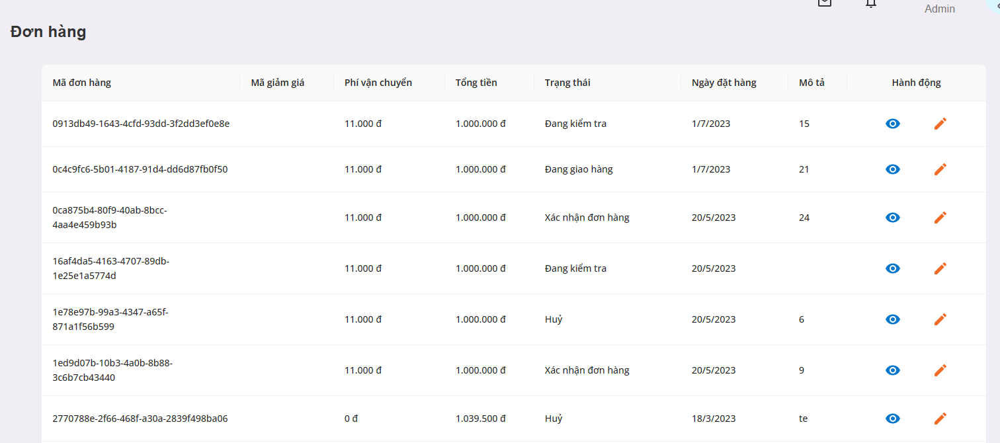 Admin
Đơn hàng
Mã đơn hàng Mã giảm giá Phí vận chuyển Tổng tiền Trạng thái Ngày đặt hàng Mô tả Hành động
0913db49-1643-4cfd-93dd-3f2dd3ef0e8e 11.000 đ 1.000.000 đ Đang kiểm tra 1/7/2023 15
0c4c9fc6-5b01-4187-91d4-dd6d87fb0f50 11.000 đ 1.000.000 đ Đang giao hàng 1/7/2023 21
0ca875b4-80f9-40ab-8bcc-
4aa4e459b93b 11.000 đ 1.000.000 đ Xác nhận đơn hàng 20/5/2023 24
16af4da5-4163-4707-89db-
1e25e1a5774d 11.000 đ 1.000.000 đ Đang kiểm tra 20/5/2023
1e78e97b-99a3-4347-a65f-
871a1f56b599 11.000 đ 1.000.000 đ Huỷ 20/5/2023 6
1ed9d07b-10b3-4a0b-8b88-
3c6b7cb43440 11.000 đ 1.000.000 đ Xác nhận đơn hàng 20/5/2023 9
2770788e-2f66-468f-a30a-2839f498ba06 0 đ 1.039.500 đ Huỷ 18/3/2023 te